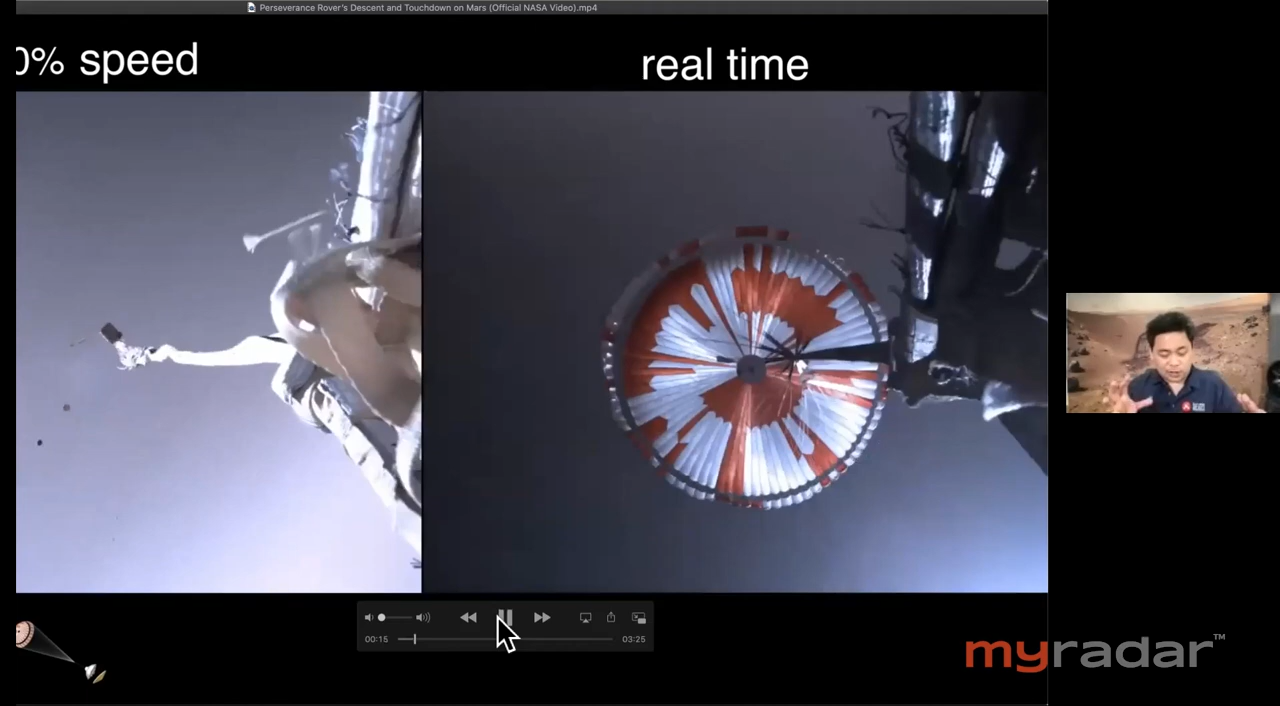 Perseverance Rover's Descent and Touchdown on Mars (Official NASA Video).mp4
0% speed
real time
00:15
03:25
myradar™